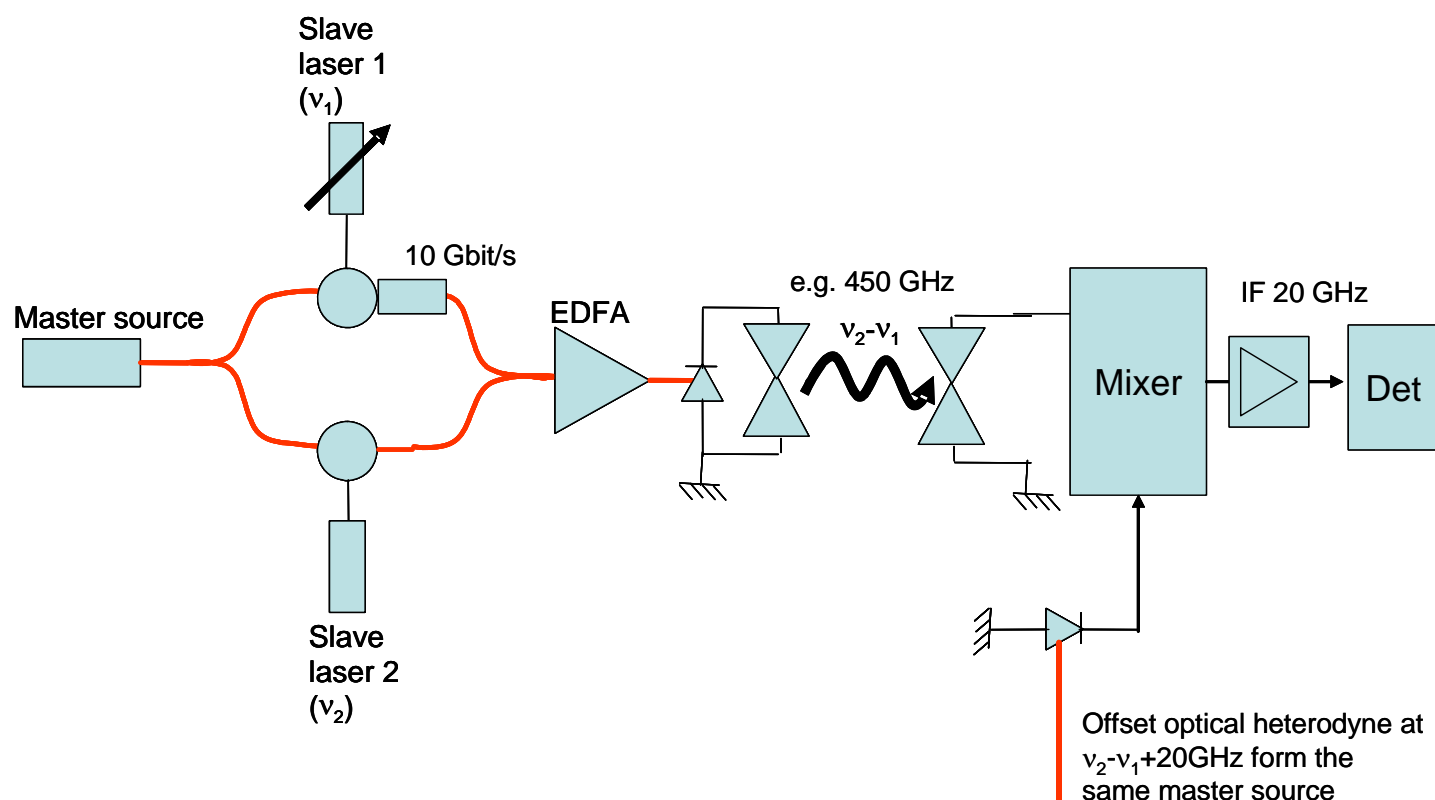 Slave
laser 1
(ν₁)
10 Gbit/s
Master source
EDFA
e.g. 450 GHz
ν₂-ν₁
IF 20 GHz
Mixer
Det
Slave
laser 2
(ν₂)
Offset optical heterodyne at
ν₂-ν₁+20GHz form the
same master source